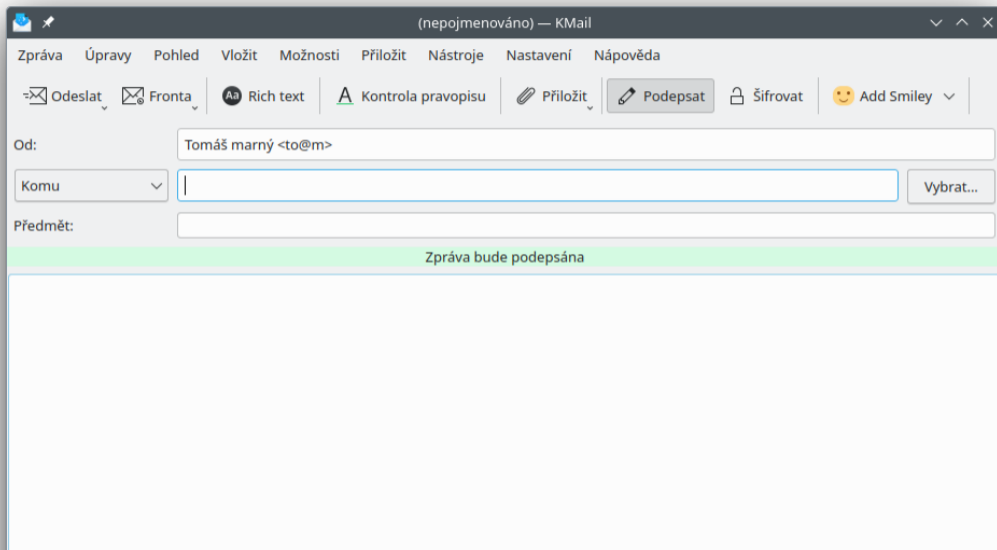 (nepojmenováno) — KMail
Zpráva Úpravy Pohled Vložit Možnosti Přiložit Nástroje Nastavení Nápověda
Odeslat Fronta Aa Rich text A Kontrola pravopisu Přiložit Podepsat Šifrovat Add Smiley
Od: Tomáš marný <to@m>
Komu Vybrat...
Předmět:
Zpráva bude podepsána